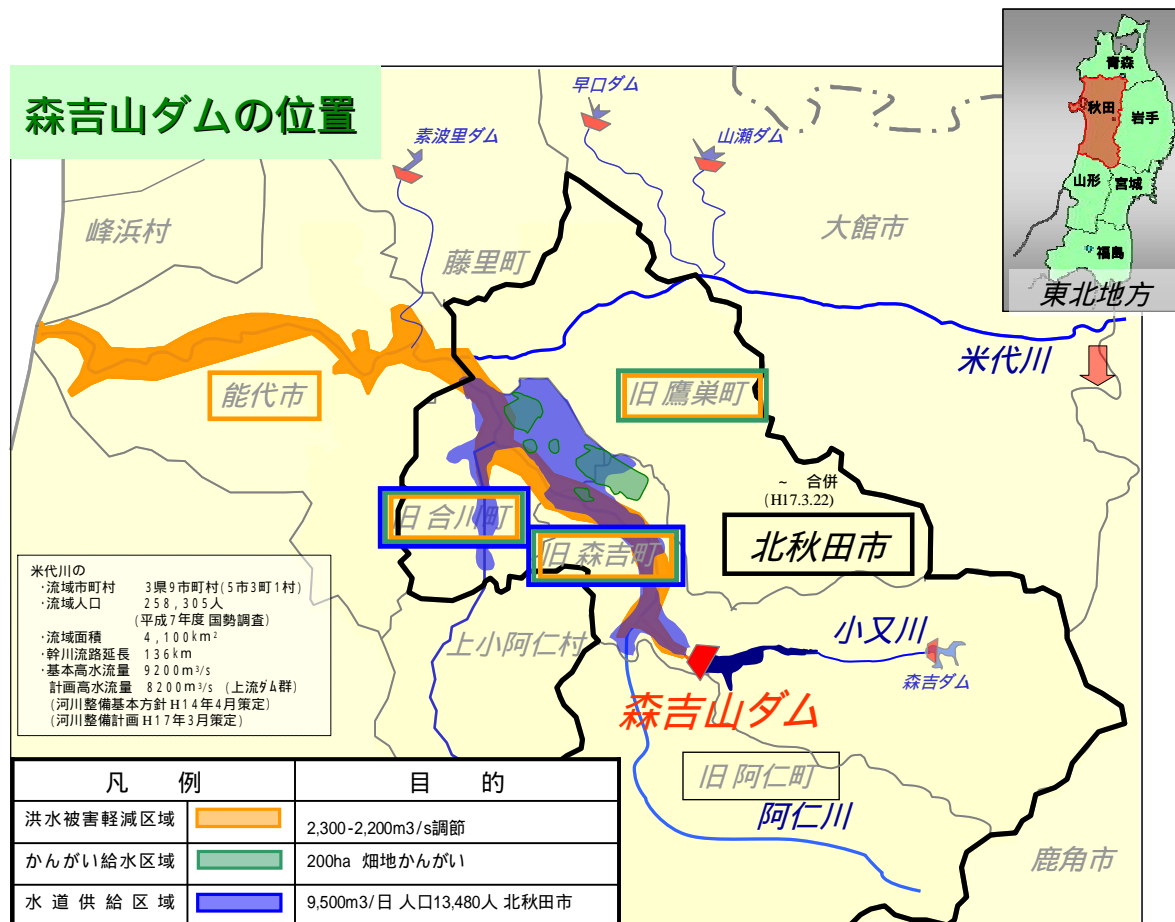 森吉山ダムの位置
早口ダム
素波里ダム
山瀬ダム
青森
秋田
岩手
山形
宮城
福島
東北地方
峰浜村
藤里町
大館市
米代川
能代市
旧 鷹巣町
~ 合併
(H17.3.22)
旧 合川町
旧 森吉町
北秋田市
米代川の
・流域市町村 3県9市町村(5市3町1村)
・流域人口 258,305人
(平成7年度 国勢調査)
・流域面積 4,100km²
・幹川流路延長 136km
・基本高水流量 9200m³/s
計画高水流量 8200m³/s (上流ダム群)
(河川整備基本方針 H14年4月策定)
(河川整備計画 H17年3月策定)
上小阿仁村
小又川
森吉ダム
森吉山ダム
旧 阿仁町
阿仁川
鹿角市
凡 例 目 的
洪水被害軽減区域 2,300-2,200m3/s調節
かんがい給水区域 200ha 畑地かんがい
水道供給区域 9,500m3/日 人口13,480人 北秋田市